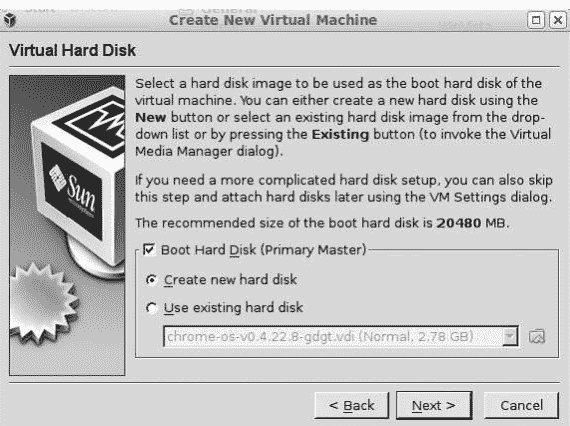 Create New Virtual Machine
Virtual Hard Disk
Select a hard disk image to be used as the boot hard disk of the
virtual machine. You can either create a new hard disk using the
New button or select an existing hard disk image from the drop-
down list or by pressing the Existing button (to invoke the Virtual
Media Manager dialog).
If you need a more complicated hard disk setup, you can also skip
this step and attach hard disks later using the VM Settings dialog.
The recommended size of the boot hard disk is 20480 MB.
Boot Hard Disk (Primary Master)
Create new hard disk
Use existing hard disk
chrome-os-v0.4.22.8-gdgt.vdi (Normal, 2.78 GB)
Sun
< Back
Next >
Cancel